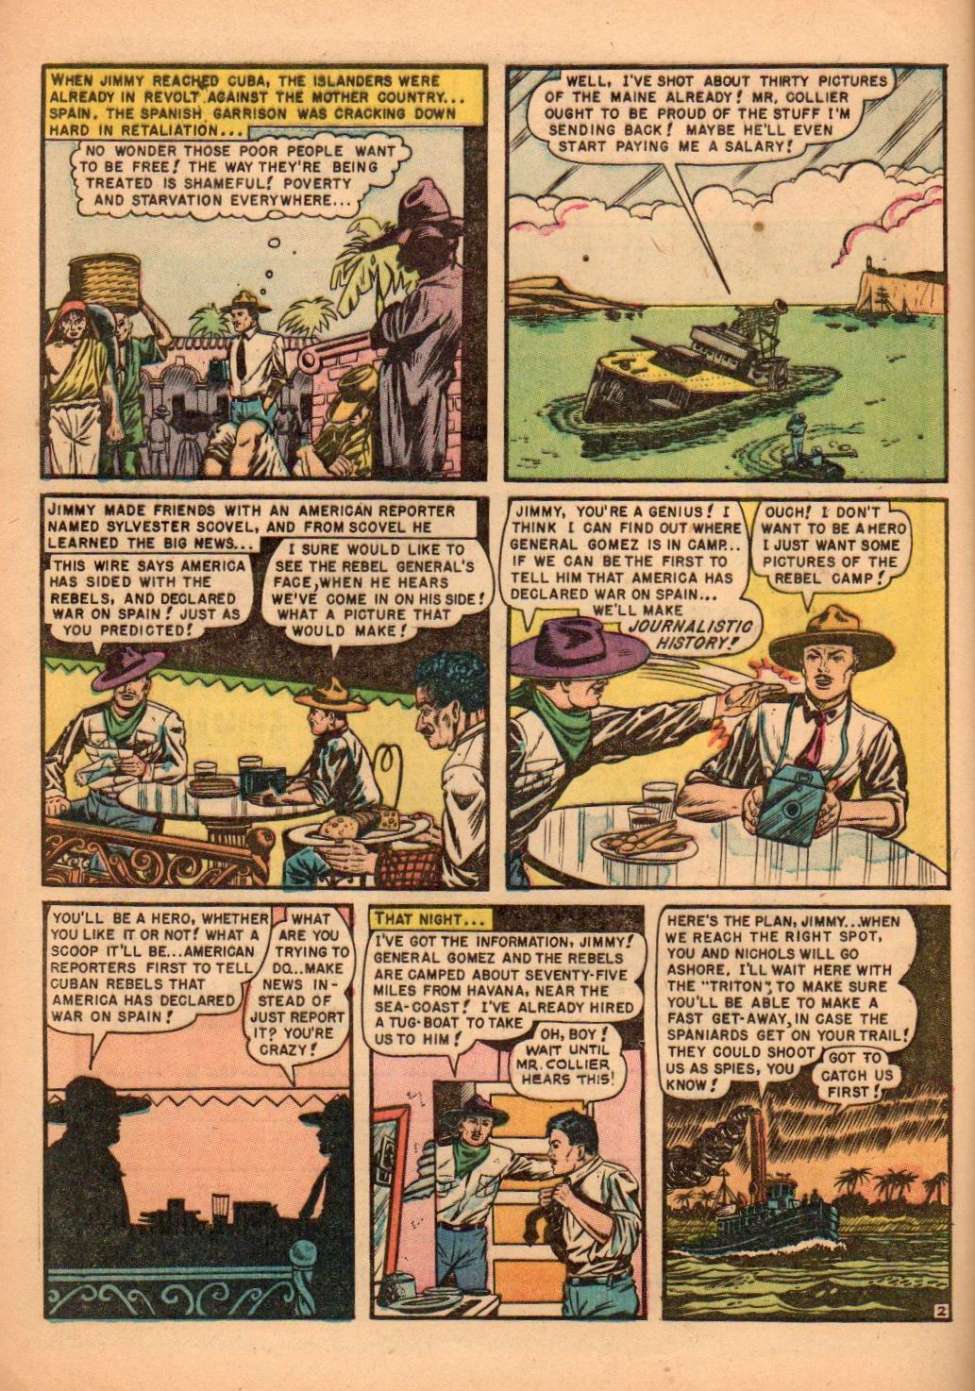 WHEN JIMMY REACHED CUBA, THE ISLANDERS WERE
ALREADY IN REVOLT AGAINST THE MOTHER COUNTRY...
SPAIN. THE SPANISH GARRISON WAS CRACKING DOWN
HARD IN RETALIATION...
NO WONDER THOSE POOR PEOPLE WANT
TO BE FREE! THE WAY THEY'RE BEING
TREATED IS SHAMEFUL! POVERTY
AND STARVATION EVERYWHERE...
WELL, I'VE SHOT ABOUT THIRTY PICTURES
OF THE MAINE ALREADY! MR. COLLIER
OUGHT TO BE PROUD OF THE STUFF I'M
SENDING BACK! MAYBE HE'LL EVEN
START PAYING ME A SALARY!
JIMMY MADE FRIENDS WITH AN AMERICAN REPORTER
NAMED SYLVESTER SCOVEL, AND FROM SCOVEL HE
LEARNED THE BIG NEWS...
THIS WIRE SAYS AMERICA
HAS SIDED WITH THE
REBELS, AND DECLARED
WAR ON SPAIN! JUST AS
YOU PREDICTED!
I SURE WOULD LIKE TO
SEE THE REBEL GENERAL'S
FACE, WHEN HE HEARS
WE'VE COME IN ON HIS SIDE!
WHAT A PICTURE THAT
WOULD MAKE!
JIMMY, YOU'RE A GENIUS! I
THINK I CAN FIND OUT WHERE
GENERAL GOMEZ IS IN CAMP...
IF WE CAN BE THE FIRST TO
TELL HIM THAT AMERICA HAS
DECLARED WAR ON SPAIN...
WE'LL MAKE
JOURNALISTIC
HISTORY!
OUCH! I DON'T
WANT TO BE A HERO
I JUST WANT SOME
PICTURES OF THE
REBEL CAMP!
YOU'LL BE A HERO, WHETHER
YOU LIKE IT OR NOT! WHAT A
SCOOP IT'LL BE...AMERICAN
REPORTERS FIRST TO TELL
CUBAN REBELS THAT
AMERICA HAS DECLARED
WAR ON SPAIN!
WHAT
ARE YOU
TRYING TO
DO...MAKE
NEWS IN-
STEAD OF
JUST REPORT
IT? YOU'RE
CRAZY!
THAT NIGHT...
I'VE GOT THE INFORMATION, JIMMY!
GENERAL GOMEZ AND THE REBELS
ARE CAMPED ABOUT SEVENTY-FIVE
MILES FROM HAVANA, NEAR THE
SEA-COAST! I'VE ALREADY HIRED
A TUG-BOAT TO TAKE
US TO HIM!
OH, BOY!
WAIT UNTIL
MR. COLLIER
HEARS THIS!
HERE'S THE PLAN, JIMMY...WHEN
WE REACH THE RIGHT SPOT,
YOU AND NICHOLS WILL GO
ASHORE, I'LL WAIT HERE WITH
THE "TRITON", TO MAKE SURE
YOU'LL BE ABLE TO MAKE A
FAST GET-AWAY, IN CASE THE
SPANIARDS GET ON YOUR TRAIL!
THEY COULD SHOOT
US AS SPIES, YOU
KNOW!
GOT TO
CATCH US
FIRST!
2